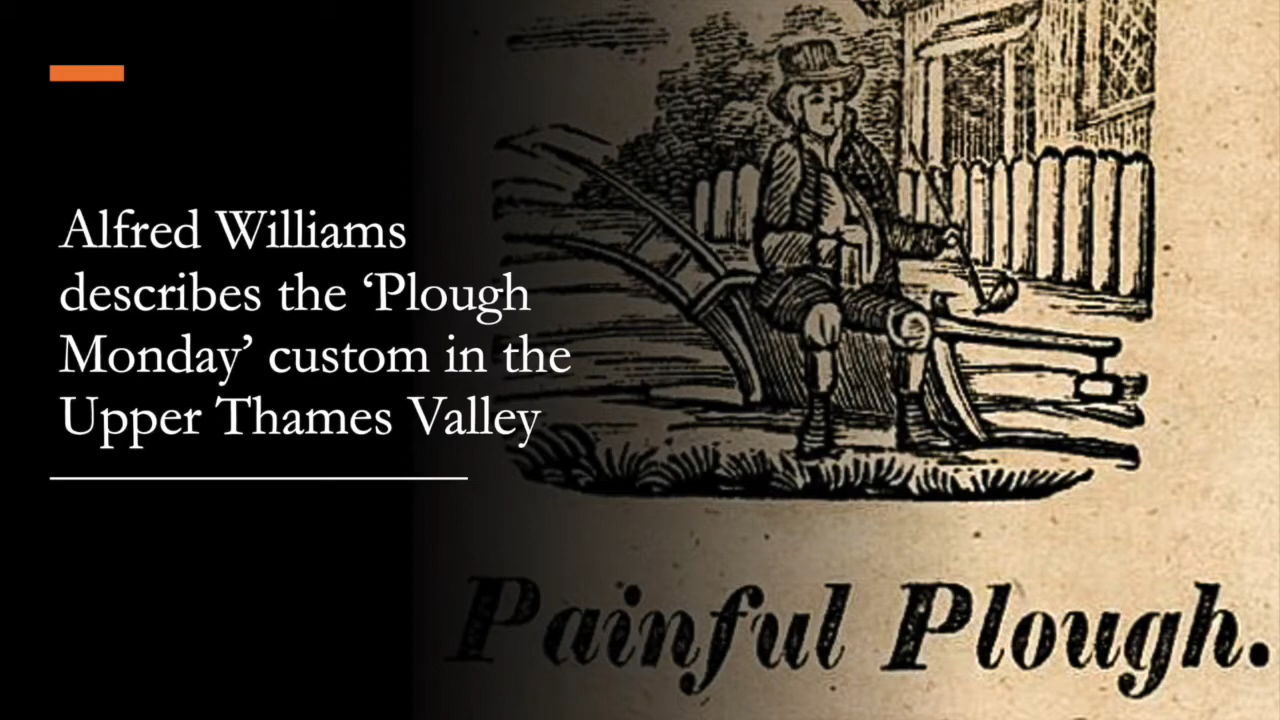 Alfred Williams
describes the ‘Plough
Monday’ custom in the
Upper Thames Valley
Painful Plough.